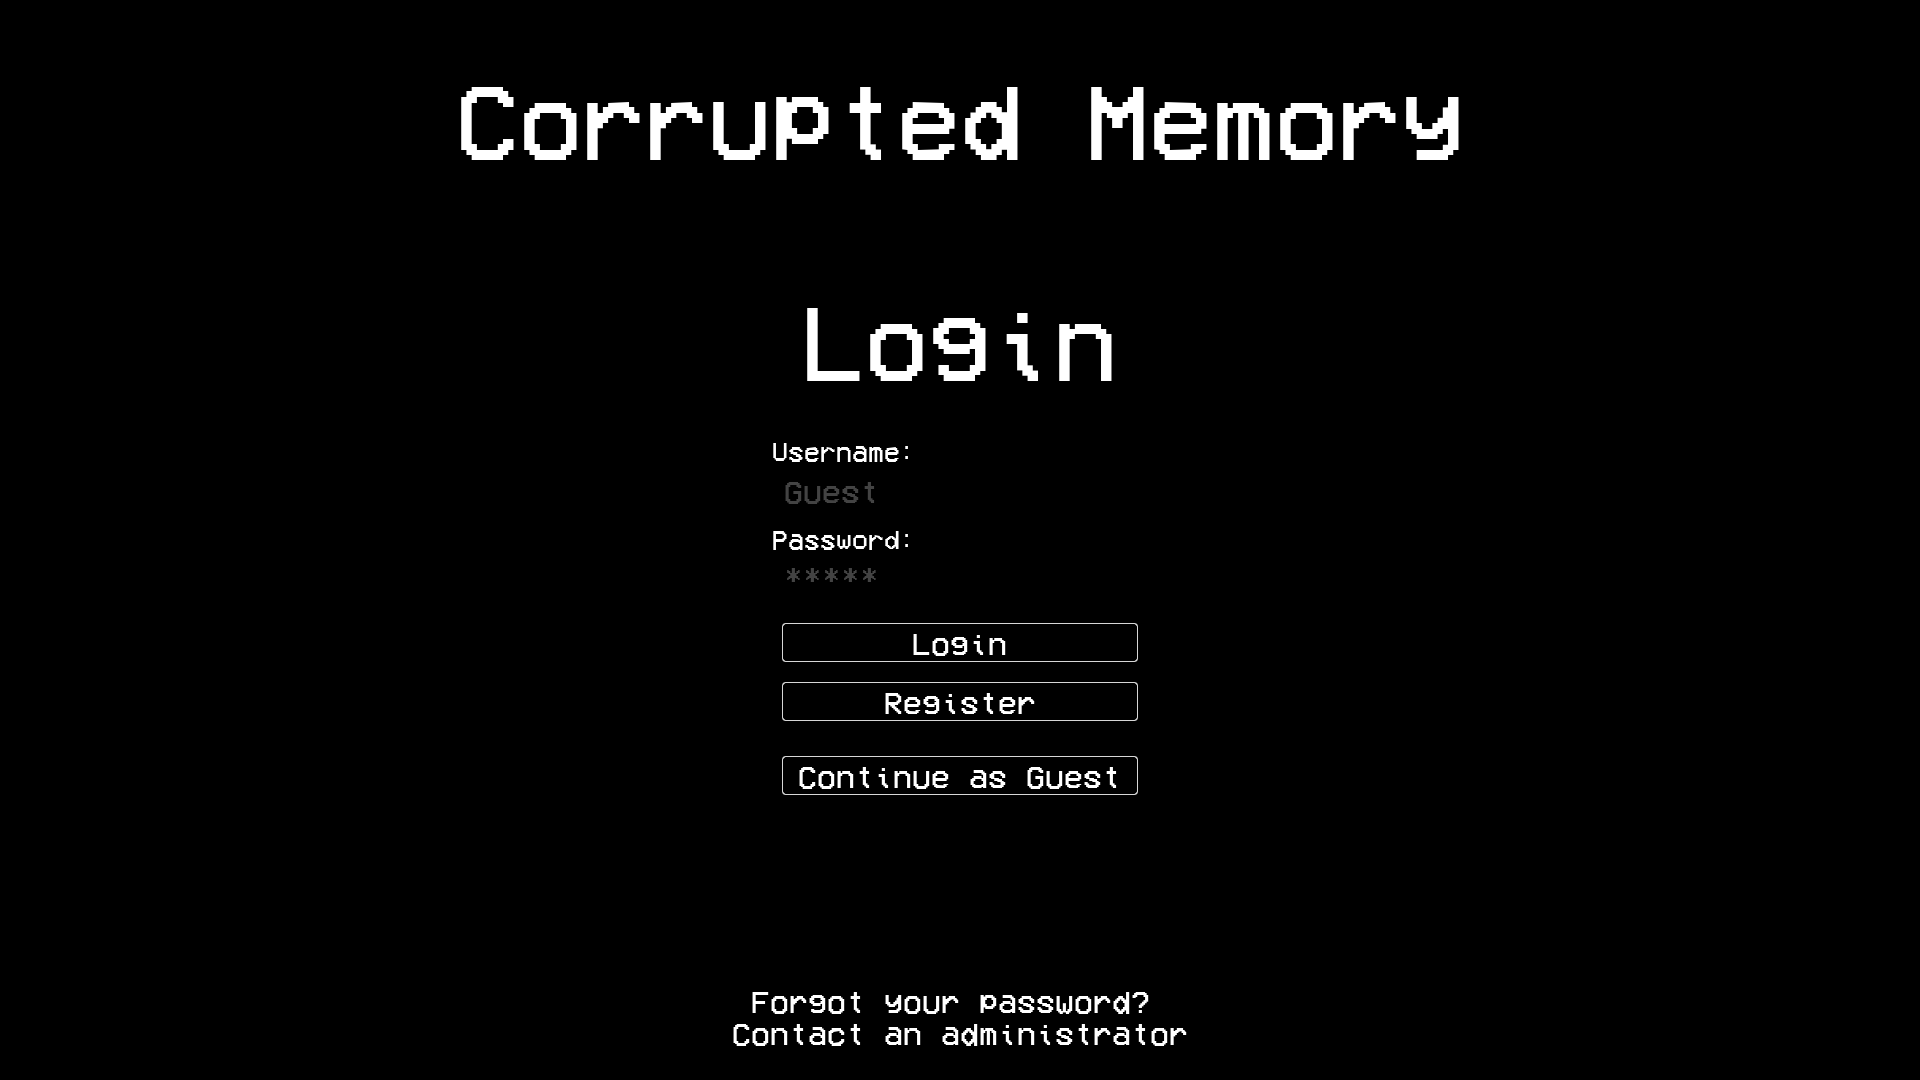 Corrupted Memory
Login
Username:
Guest
Password:
*****
Login
Register
Continue as Guest
Forgot your password?
Contact an administrator